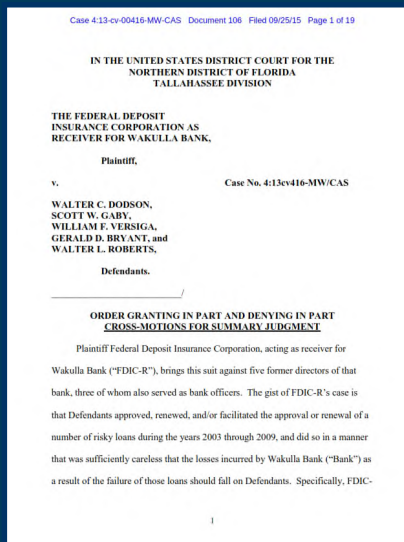 Case 4:13-cv-00416-MW-CAS Document 106 Filed 09/25/15 Page 1 of 19
IN THE UNITED STATES DISTRICT COURT FOR THE
NORTHERN DISTRICT OF FLORIDA
TALLAHASSEE DIVISION
THE FEDERAL DEPOSIT
INSURANCE CORPORATION AS
RECEIVER FOR WAKULLA BANK,
Plaintiff,
v. Case No. 4:13cv416-MW/CAS
WALTER C. DODSON,
SCOTT W. GABY,
WILLIAM F. VERSIGA,
GERALD D. BRYANT, and
WALTER L. ROBERTS,
Defendants.
/
ORDER GRANTING IN PART AND DENYING IN PART
CROSS-MOTIONS FOR SUMMARY JUDGMENT
Plaintiff Federal Deposit Insurance Corporation, acting as receiver for
Wakulla Bank (“FDIC-R”), brings this suit against five former directors of that
bank, three of whom also served as bank officers. The gist of FDIC-R’s case is
that Defendants approved, renewed, and/or facilitated the approval or renewal of a
number of risky loans during the years 2003 through 2009, and did so in a manner
that was sufficiently careless that the losses incurred by Wakulla Bank (“Bank”) as
a result of the failure of those loans should fall on Defendants. Specifically, FDIC-
1